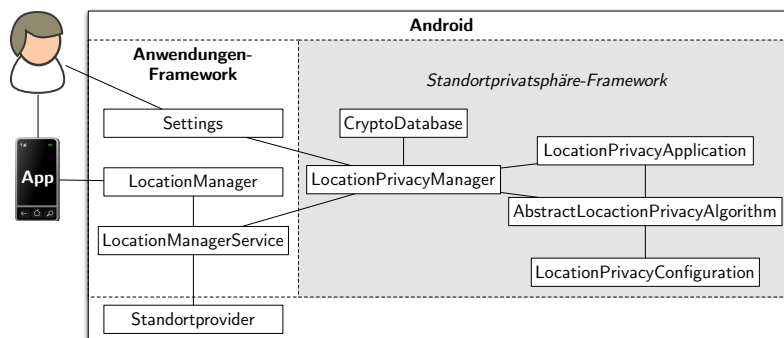 Android
Anwendungen-
Framework
Standortprivatsphäre-Framework
Settings
CryptoDatabase
LocationPrivacyApplication
App
LocationManager
LocationPrivacyManager
AbstractLocactionPrivacyAlgorithm
LocationManagerService
LocationPrivacyConfiguration
Standortprovider